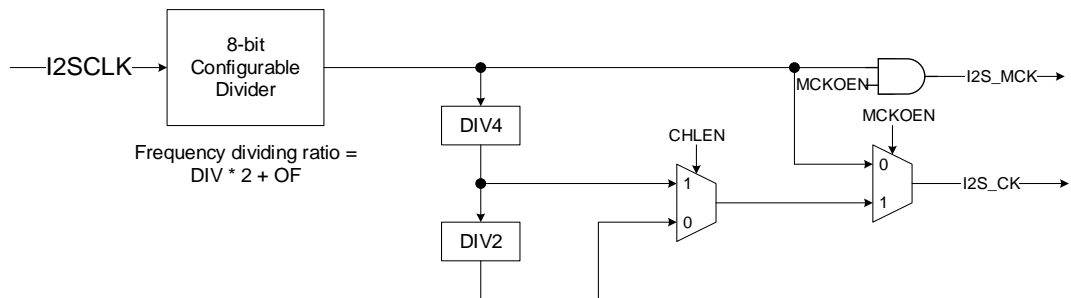 8-bit
Configurable
Divider
I2SCLK
MCKOEN
I2S_MCK
DIV4
CHLEN
MCKOEN
Frequency dividing ratio =
DIV * 2 + OF
0
1
I2S_CK
1
0
DIV2